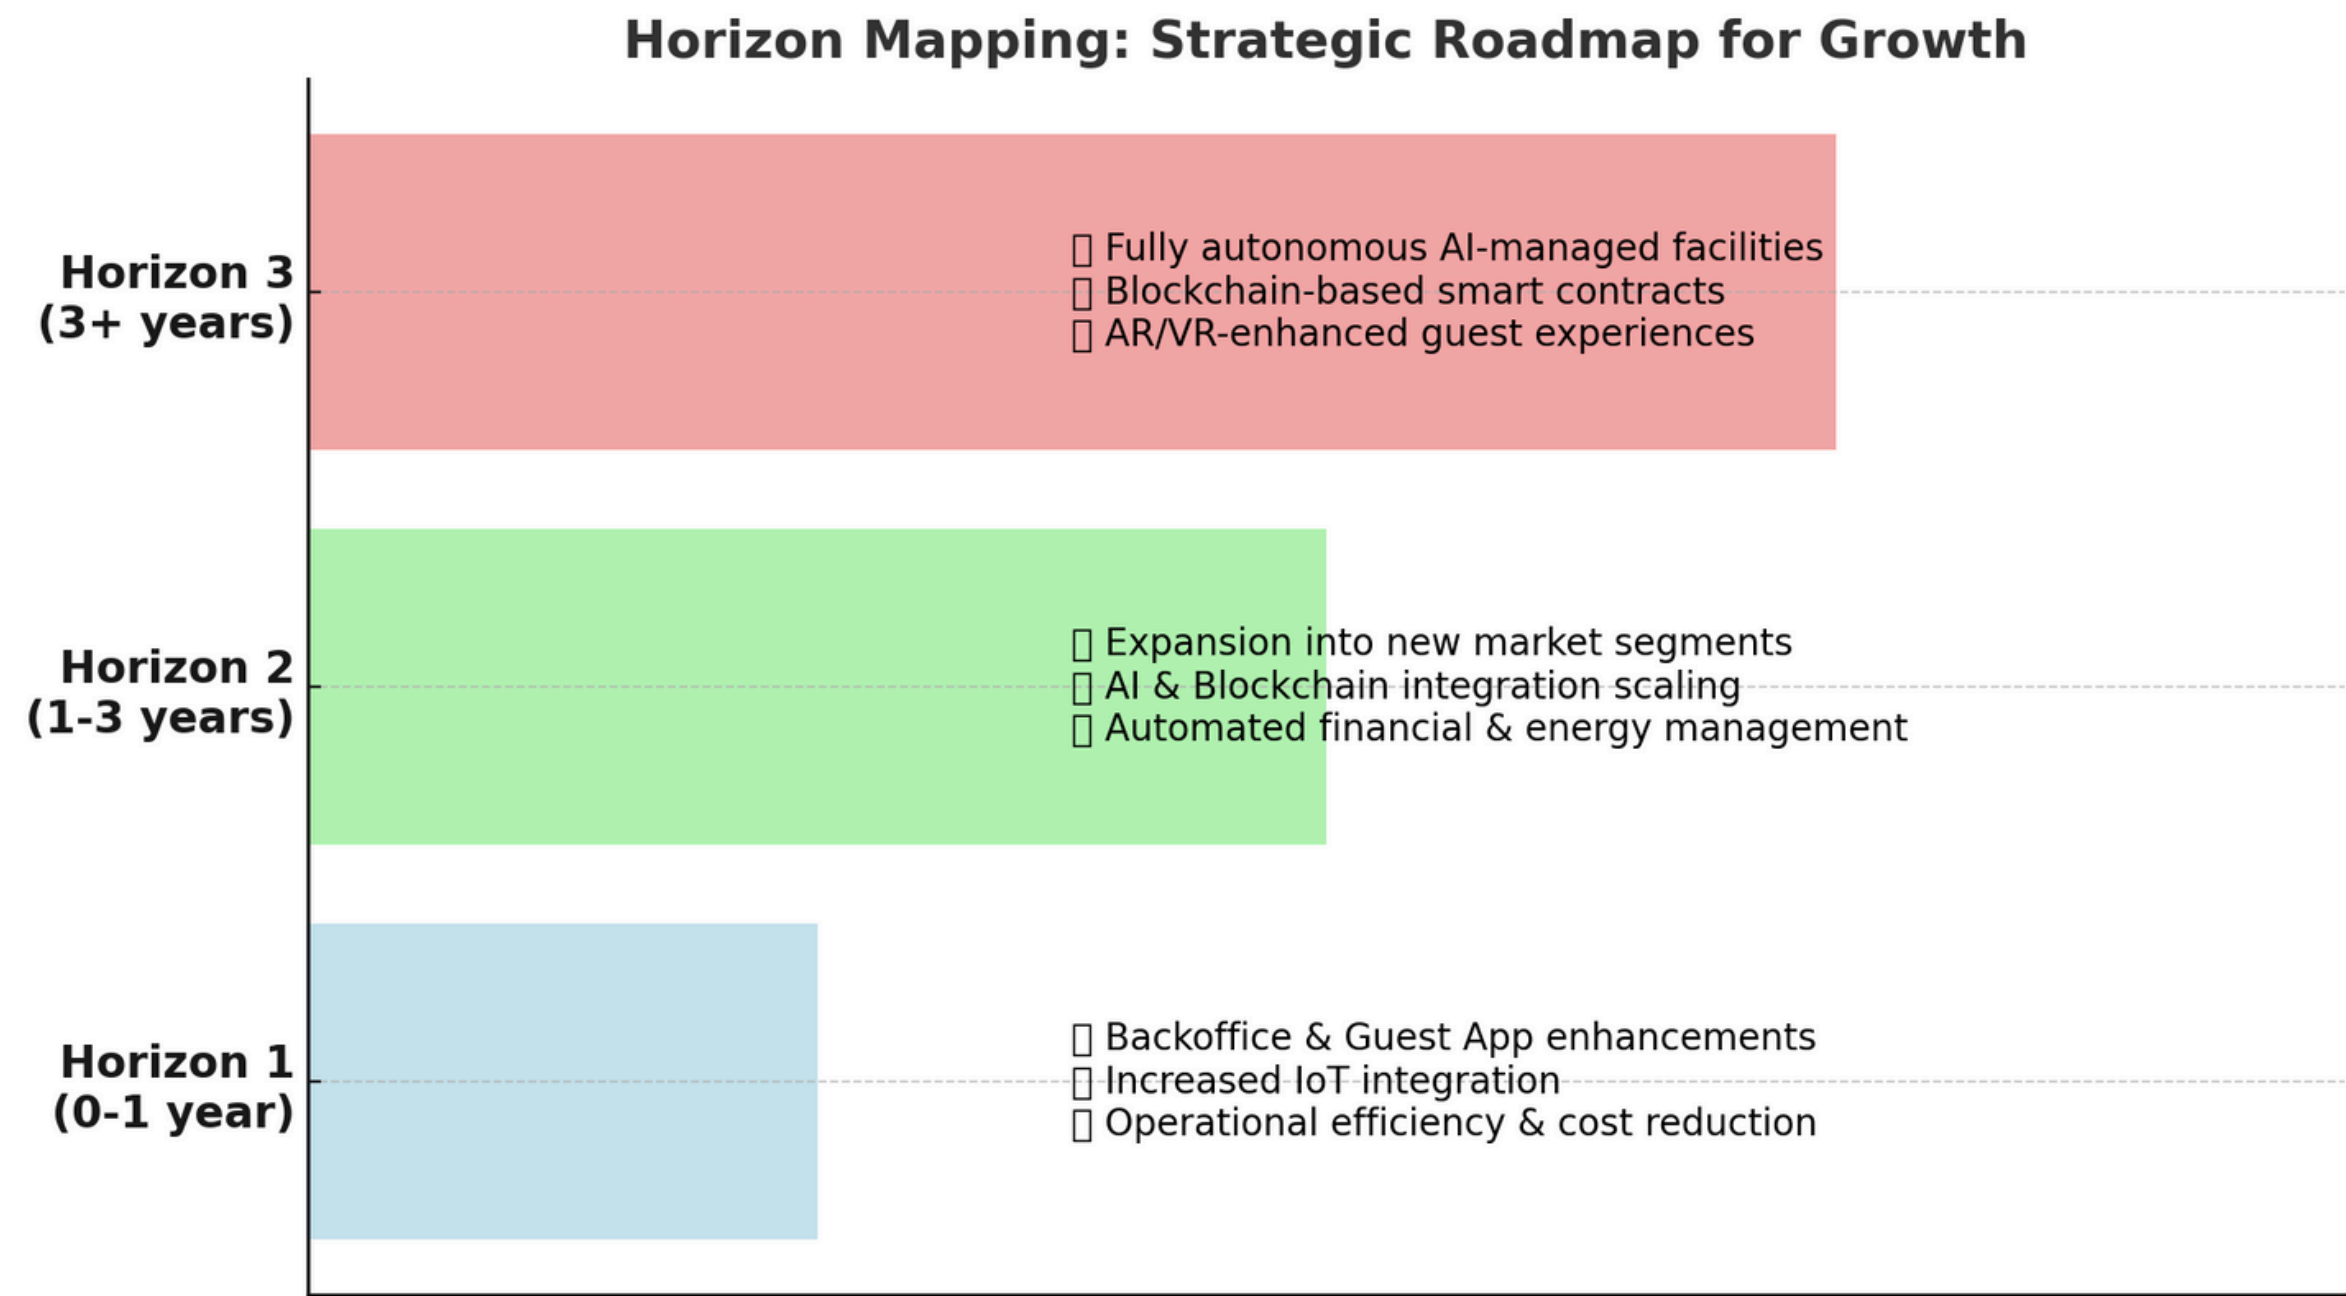 Horizon Mapping: Strategic Roadmap for Growth
Horizon 3
(3+ years)
Fully autonomous AI-managed facilities
Blockchain-based smart contracts
AR/VR-enhanced guest experiences
Horizon 2
(1-3 years)
Expansion into new market segments
AI & Blockchain integration scaling
Automated financial & energy management
Horizon 1
(0-1 year)
Backoffice & Guest App enhancements
Increased IoT integration
Operational efficiency & cost reduction